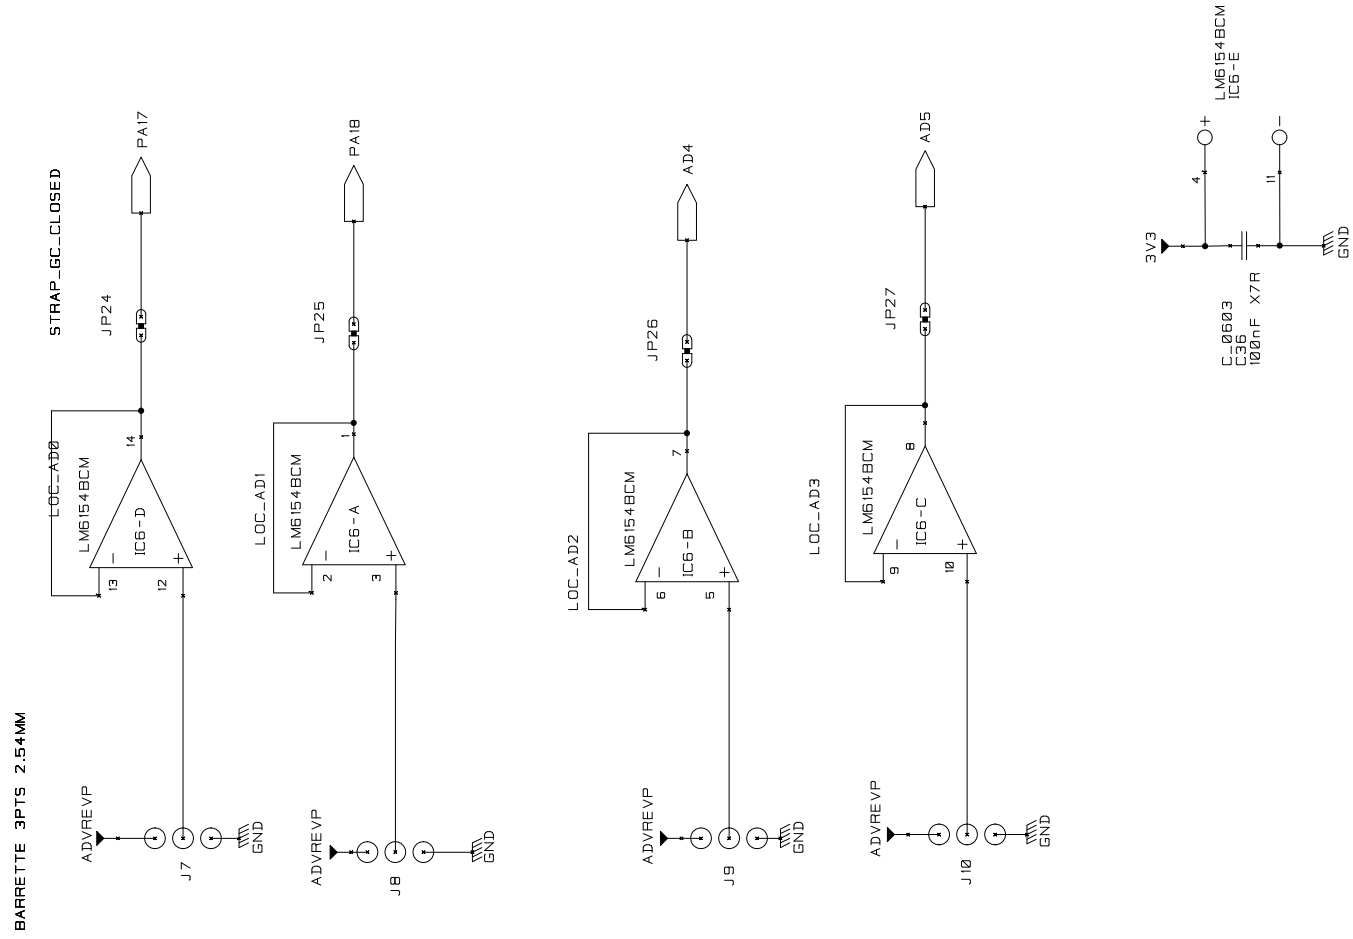 BARRETTE 3PTS 2.54MM
STRAP_GC_CLOSED
ADVREVP
J7
GND
LOC_AD0
LM6154BCM
IC6-D
-
+
13
12
14
JP24
PA17
ADVREVP
J8
GND
LOC_AD1
LM6154BCM
IC6-A
-
+
2
3
1
JP25
PA18
ADVREVP
J9
GND
LOC_AD2
LM6154BCM
IC6-B
-
+
6
5
7
JP26
AD4
ADVREVP
J10
GND
LOC_AD3
LM6154BCM
IC6-C
-
+
9
10
8
JP27
AD5
3V3
4
+
11
-
LM6154BCM
IC6-E
C_0603
C36
100nF X7R
GND